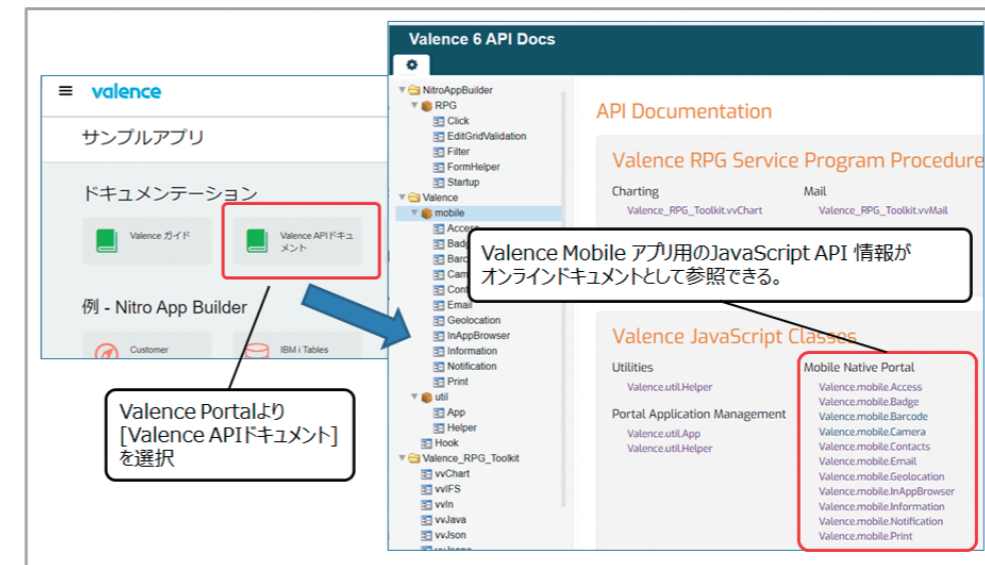 valence
サンプルアプリ
ドキュメンテーション
Valence ガイド
Valence APIドキュ
メント
例 - Nitro App Builder
Customer
IBM i Tables
Valence Portalより
[Valence APIドキュメント]
を選択
Valence 6 API Docs
NitroAppBuilder
RPG
Click
EditGridValidation
Filter
FormHelper
Startup
Valence
mobile
Access
Email
Geolocation
InAppBrowser
Information
Notification
Print
util
App
Helper
Hook
Valence_RPG_Toolkit
vvChart
vvIFS
vvIn
vvJava
vvJson
API Documentation
Valence RPG Service Program Procedure
Charting
Valence_RPG_Toolkit.vvChart
Mail
Valence_RPG_Toolkit.vvMail
Valence Mobile アプリ用のJavaScript API 情報が
オンラインドキュメントとして参照できる。
Valence JavaScript Classes
Utilities
Valence.util.Helper
Portal Application Management
Valence.util.App
Valence.util.Helper
Mobile Native Portal
Valence.mobile.Access
Valence.mobile.Badge
Valence.mobile.Barcode
Valence.mobile.Camera
Valence.mobile.Contacts
Valence.mobile.Email
Valence.mobile.Geolocation
Valence.mobile.InAppBrowser
Valence.mobile.Information
Valence.mobile.Notification
Valence.mobile.Print